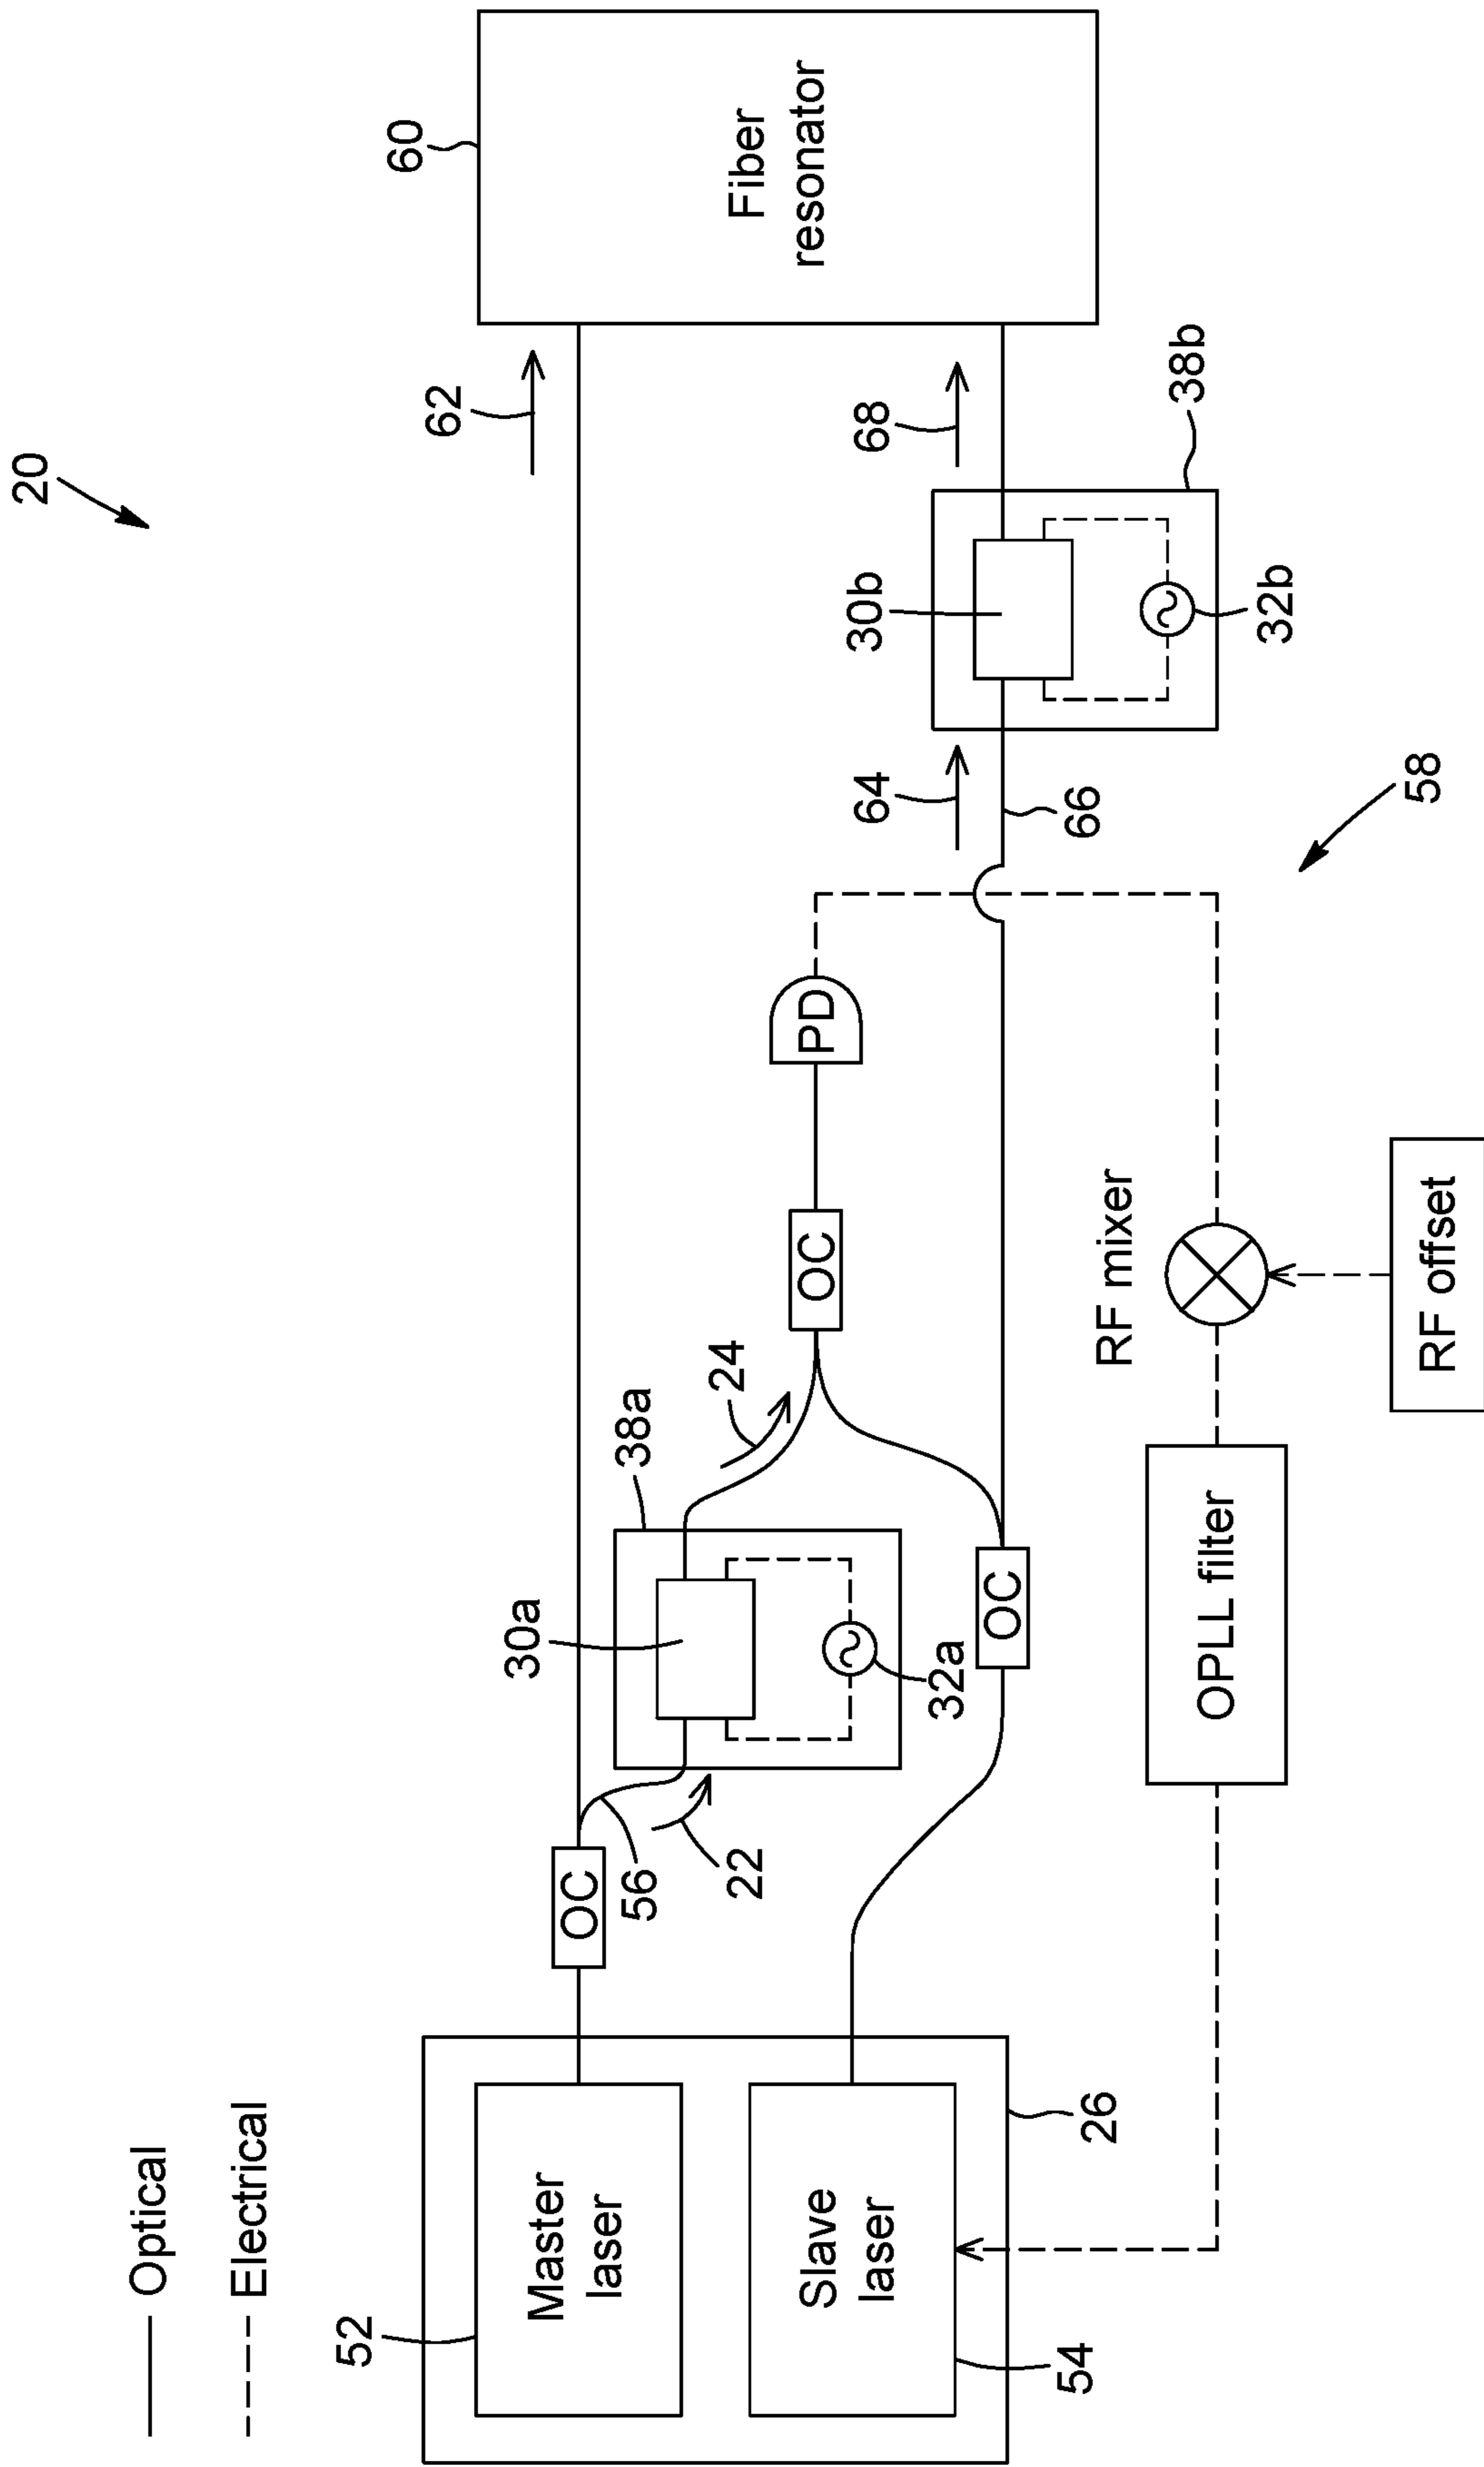 20
Optical
Electrical
60
Fiber
resonator
62
52
Master
laser
OC
56
22
30a
38a
32a
24
OC
PD
68
64
30b
66
32b
38b
Slave
laser
54
26
OC
RF mixer
OPLL filter
RF offset
58